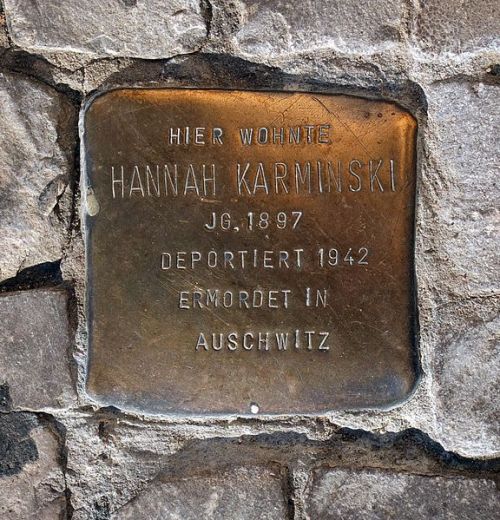 HIER WOHNTE
HANNAH KARMINSKI
JG, 1897
DEPORTIERT 1942
ERMORDET IN
AUSCHWITZ